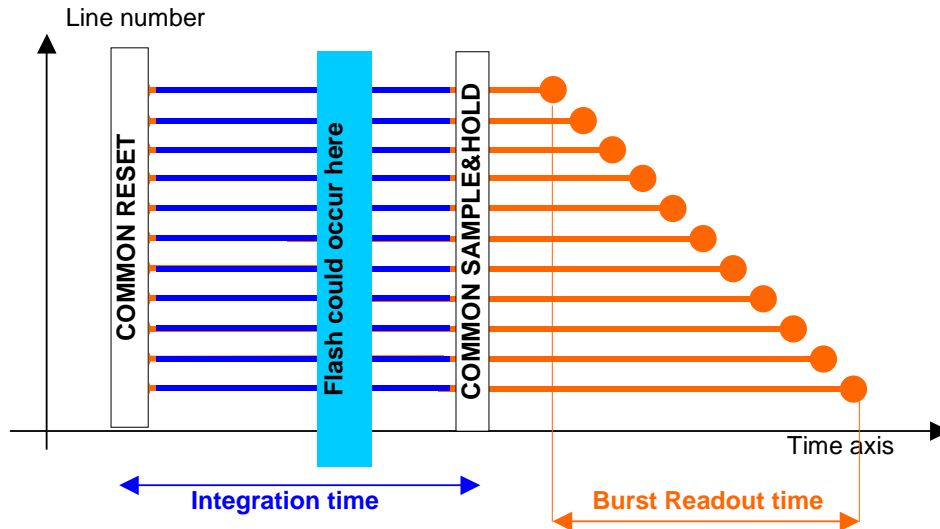 Line number
COMMON RESET
Flash could occur here
COMMON SAMPLE&HOLD
Time axis
Integration time
Burst Readout time